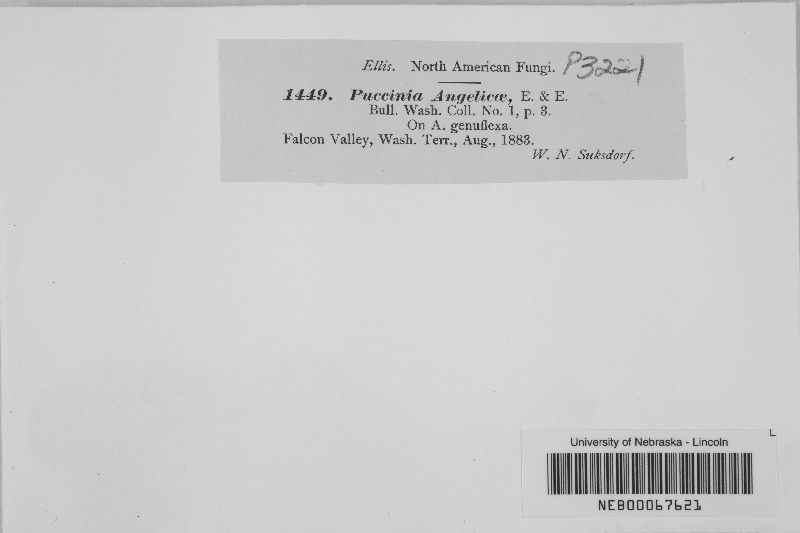 Ellis. North American Fungi. P3221
1449. Puccinia Angelicæ, E. & E.
Bull. Wash. Coll. No. 1, p. 3.
On A. genuflexa.
Falcon Valley, Wash. Terr., Aug., 1883.
W. N. Suksdorf.
University of Nebraska - Lincoln
NEB00067621